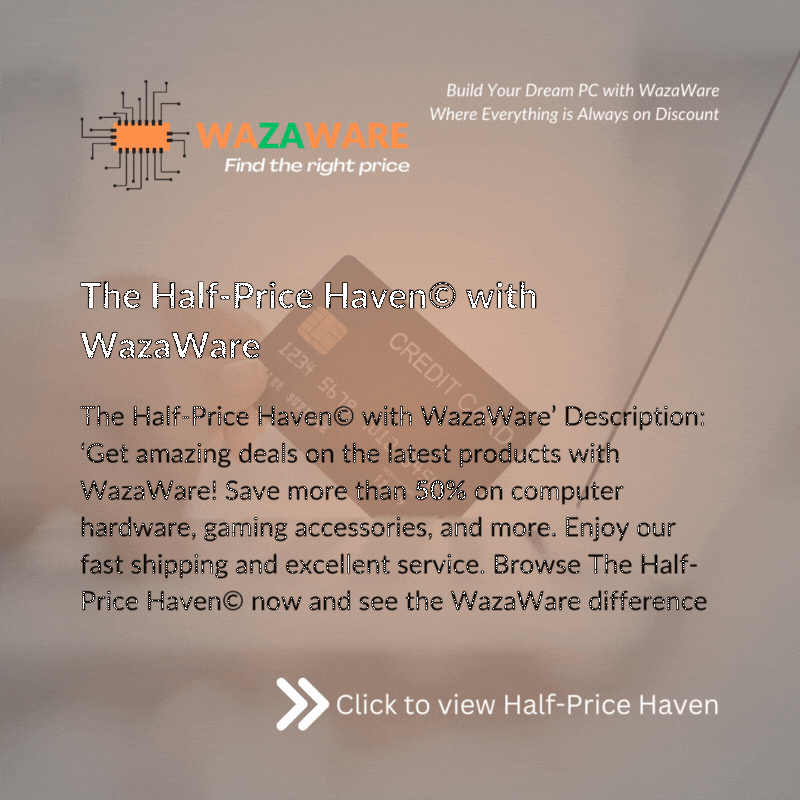 Build Your Dream PC with WazaWare
Where Everything is Always on Discount
WAZAWARE
Find the right price
The Half-Price Haven© with
WazaWare
CREDIT CARD
1234 5678
The Half-Price Haven© with WazaWare’ Description:
‘Get amazing deals on the latest products with
WazaWare! Save more than 50% on computer
hardware, gaming accessories, and more. Enjoy our
fast shipping and excellent service. Browse The Half-
Price Haven© now and see the WazaWare difference
Click to view Half-Price Haven